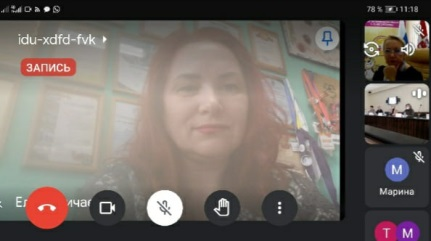 78 % 11:18
idu-xdfd-fvk
ЗАПИСЬ
М
Марина
Т М